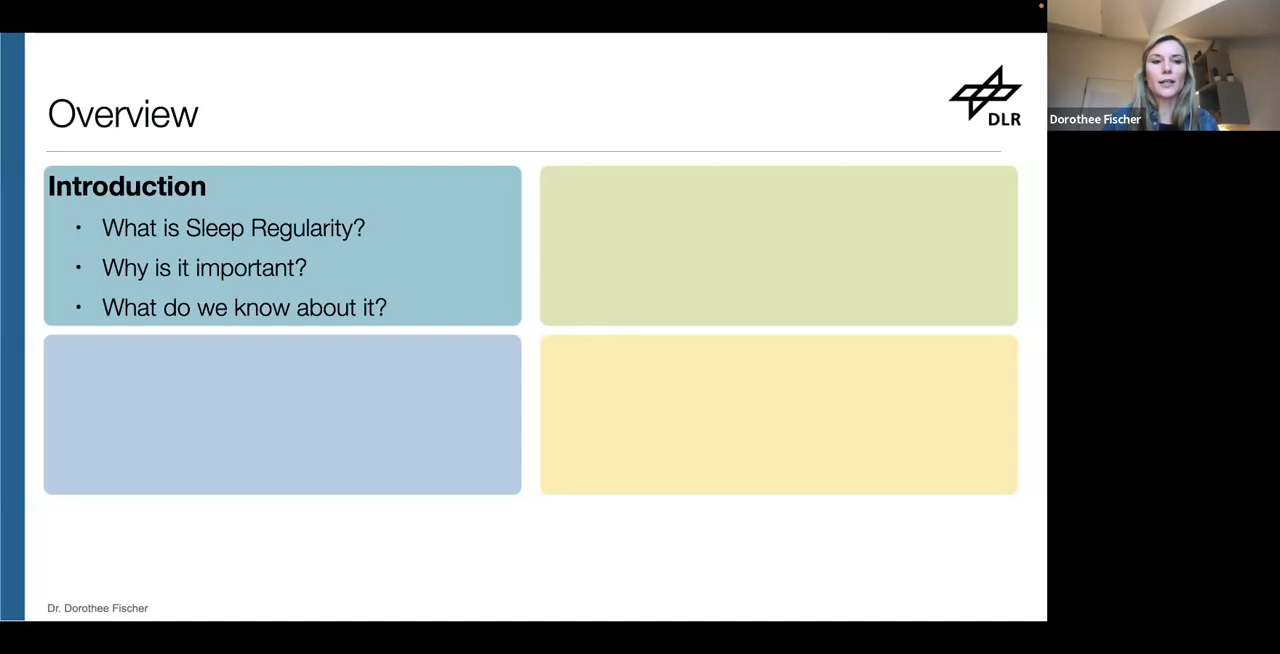 Overview
DLR
Dorothee Fischer
Introduction
• What is Sleep Regularity?
• Why is it important?
• What do we know about it?
Dr. Dorothee Fischer